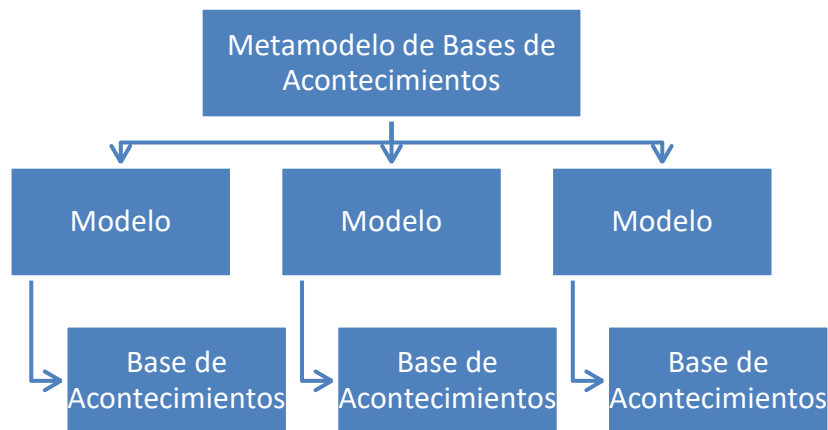 Metamodelo de Bases de
Acontecimientos
Modelo
Modelo
Modelo
Base de
Acontecimientos
Base de
Acontecimientos
Base de
Acontecimientos